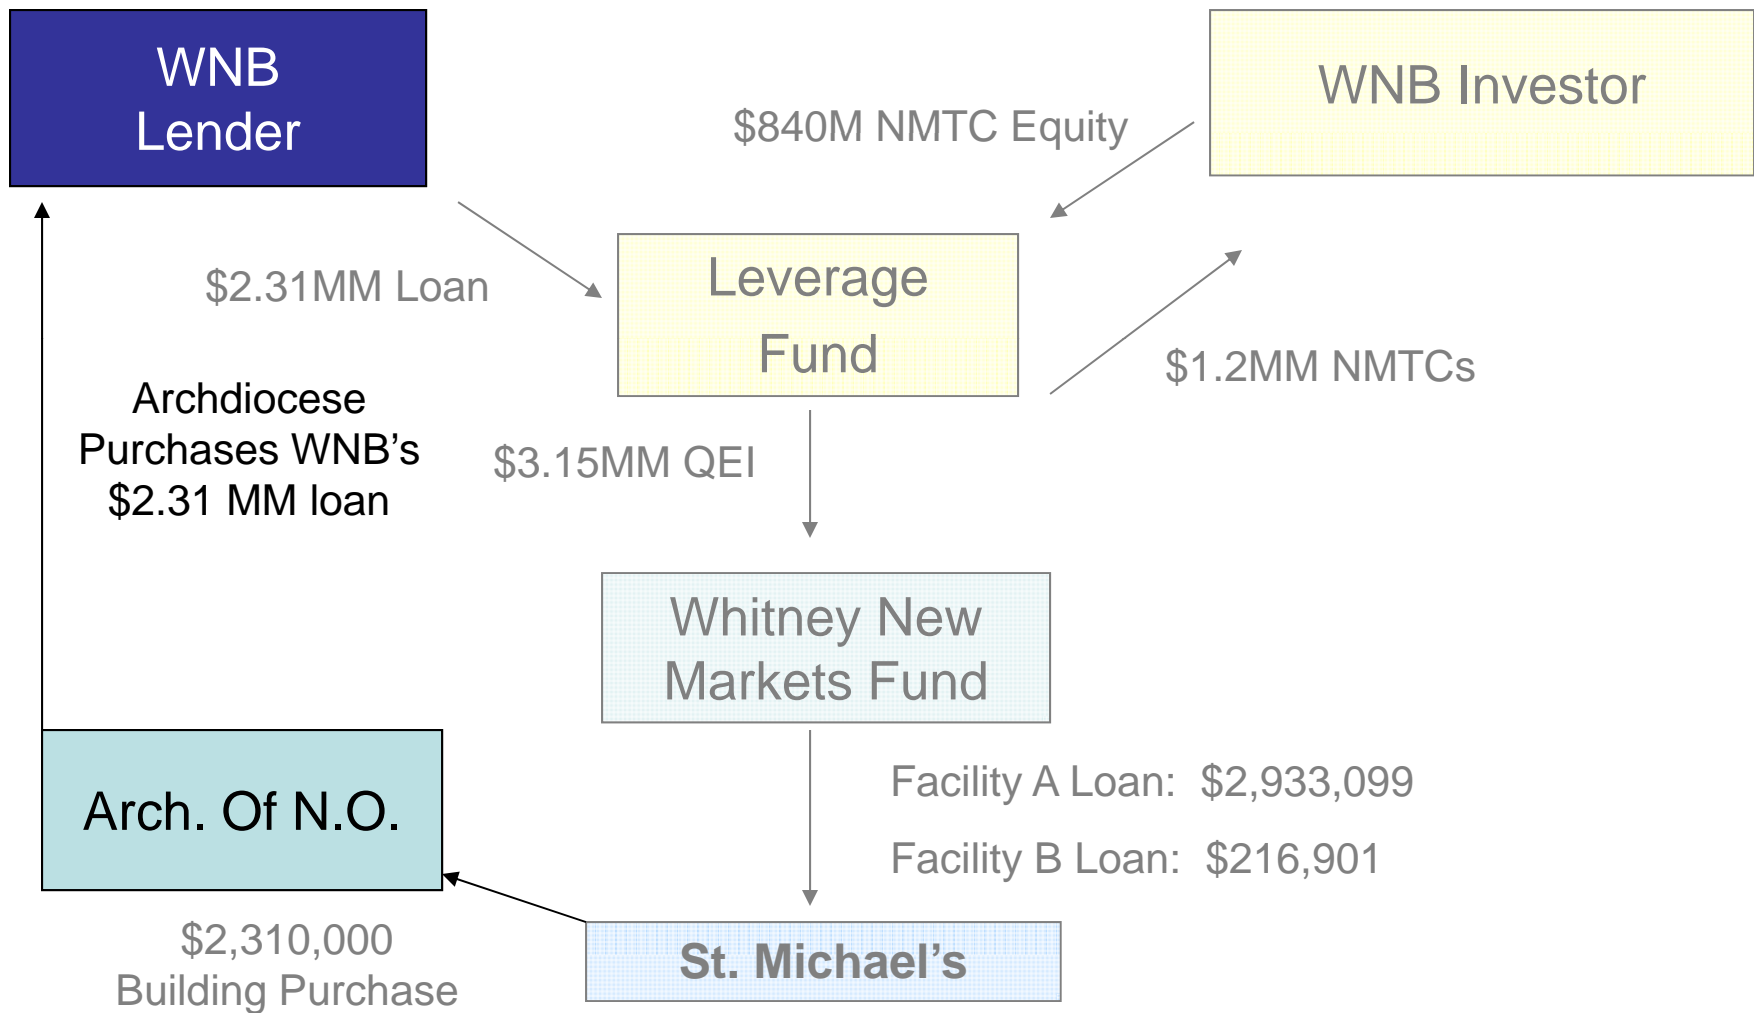 WNB
Lender
WNB Investor
$840M NMTC Equity
Leverage
Fund
$2.31MM Loan
$1.2MM NMTCs
Archdiocese
Purchases WNB’s
$2.31 MM loan
$3.15MM QEI
Whitney New
Markets Fund
Arch. Of N.O.
Facility A Loan:  $2,933,099
Facility B Loan:  $216,901
$2,310,000
Building Purchase
St. Michael’s